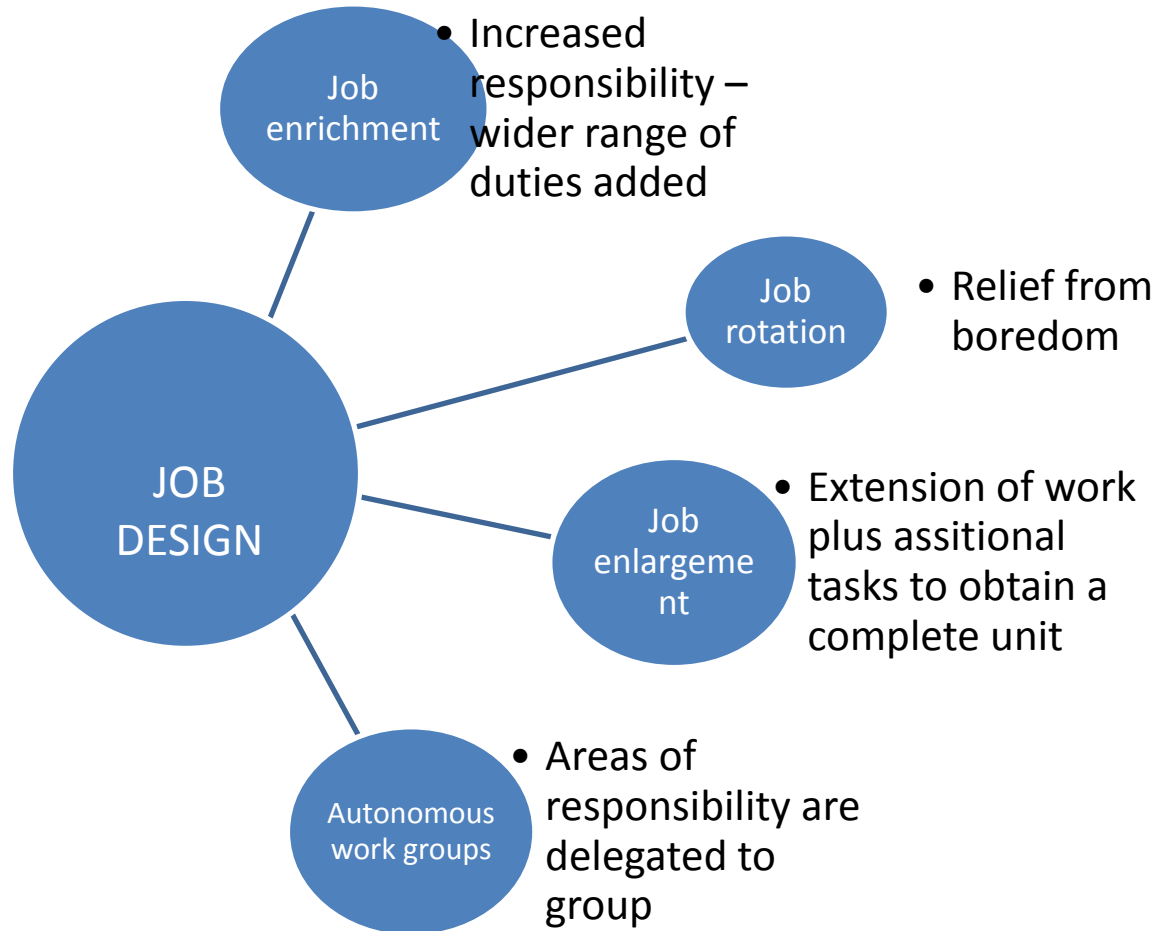 Job
enrichment
• Increased
responsibility –
wider range of
duties added
Job
rotation
• Relief from
boredom
JOB
DESIGN
Job
enlargeme
nt
• Extension of work
plus assitional
tasks to obtain a
complete unit
Autonomous
work groups
• Areas of
responsibility are
delegated to
group